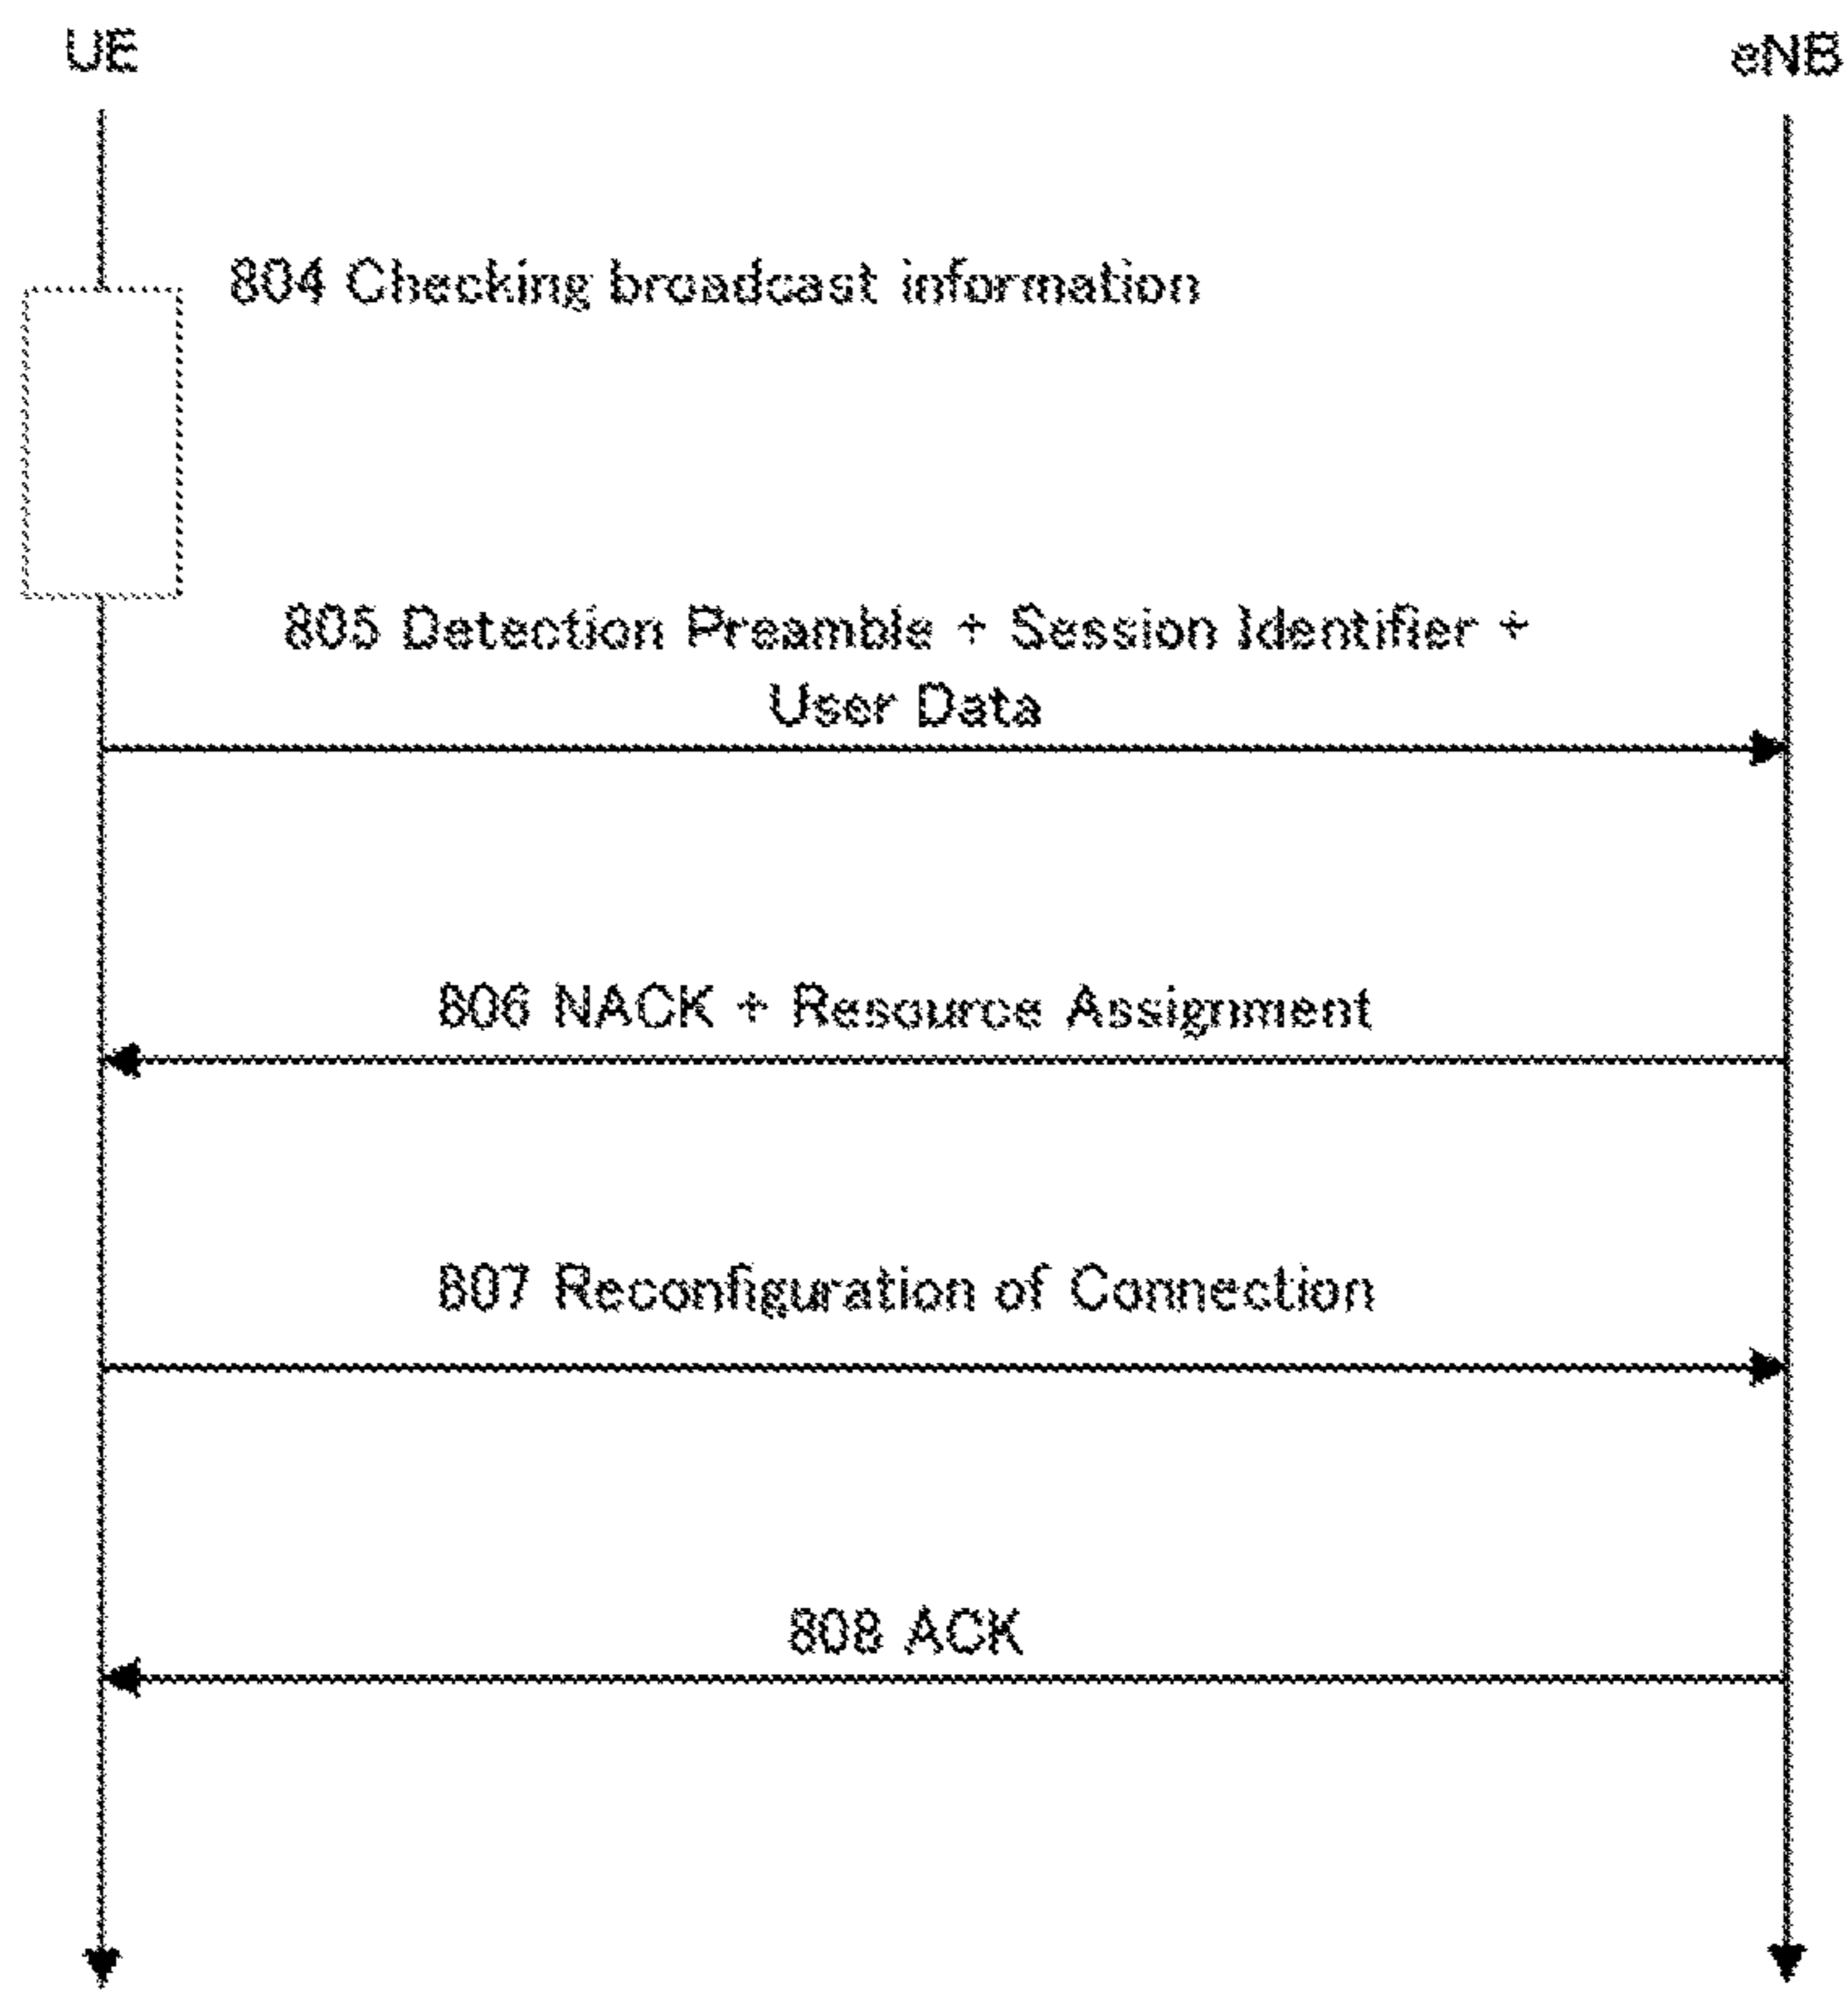 UE
eNB
804 Checking broadcast information
805 Detection Preamble + Session Identifier +
User Data
806 NACK + Resource Assignment
807 Reconfiguration of Connection
808 ACK